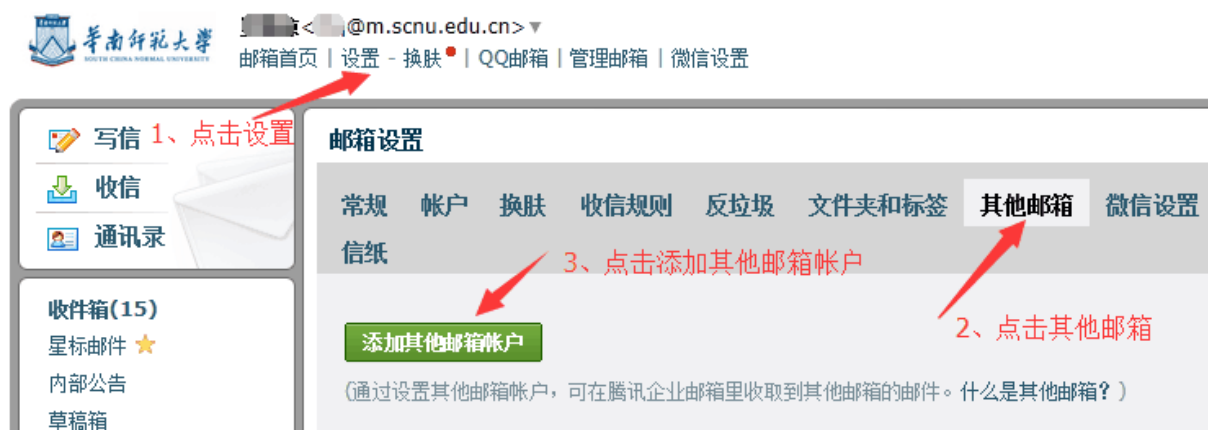 華南師範大學
SOUTH CHINA NORMAL UNIVERSITY
<@m.scnu.edu.cn>▼
邮箱首页 | 设置 - 换肤 | QQ邮箱 | 管理邮箱 | 微信设置
写信
1、点击设置
收信
通讯录
收件箱(15)
星标邮件
内部公告
草稿箱
邮箱设置
常规 帐户 换肤 收信规则 反垃圾 文件夹和标签 其他邮箱 微信设置
信纸
3、点击添加其他邮箱帐户
2、点击其他邮箱
添加其他邮箱帐户
(通过设置其他邮箱帐户，可在腾讯企业邮箱里收取到其他邮箱的邮件。什么是其他邮箱？)